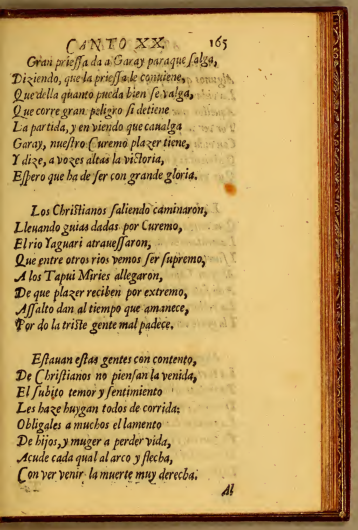 CANTO XX. 165
Gran priessa da a Garay paraque salga,
Diziendo, que la priessa le conuiene,
Que della quanto pueda bien se valga,
Que corre gran peligro si detiene
La partida, y en viendo que caualga
Garay, nuestro Curemo plazer tiene,
Y dize, a vozes altas la victoria,
Espero que ha de ser con grande gloria.
Los Christianos saliendo caminaron,
Lleuando guias dadas por Curemo,
El rio Yaguari atrauessaron,
Que entre otros rios vemos ser supremo,
A los Tapui Miries allegaron,
De que plazer reciben por extremo,
Assalto dan al tiempo que amanece,
Por do la triste gente mal padece.
Estauan estas gentes con contento,
De Christianos no piensan la venida,
El subito temor y sentimiento
Les haze huygan todos de corrida:
Obligales a muchos el lamento
De hijos, y muger a perder vida,
Acude cada qual al arco y flecha,
Con ver venir la muerte muy derecha.
Al